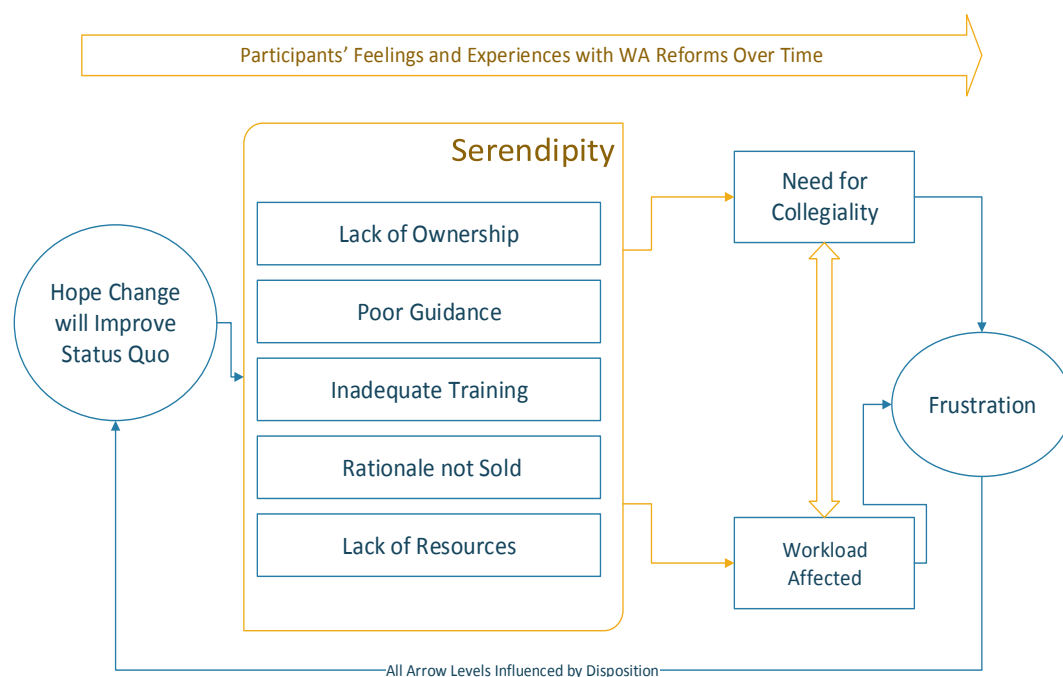 Participants’ Feelings and Experiences with WA Reforms Over Time
Serendipity
Hope Change
will Improve
Status Quo
Lack of Ownership
Poor Guidance
Inadequate Training
Rationale not Sold
Lack of Resources
Need for
Collegiality
Workload
Affected
Frustration
All Arrow Levels Influenced by Disposition